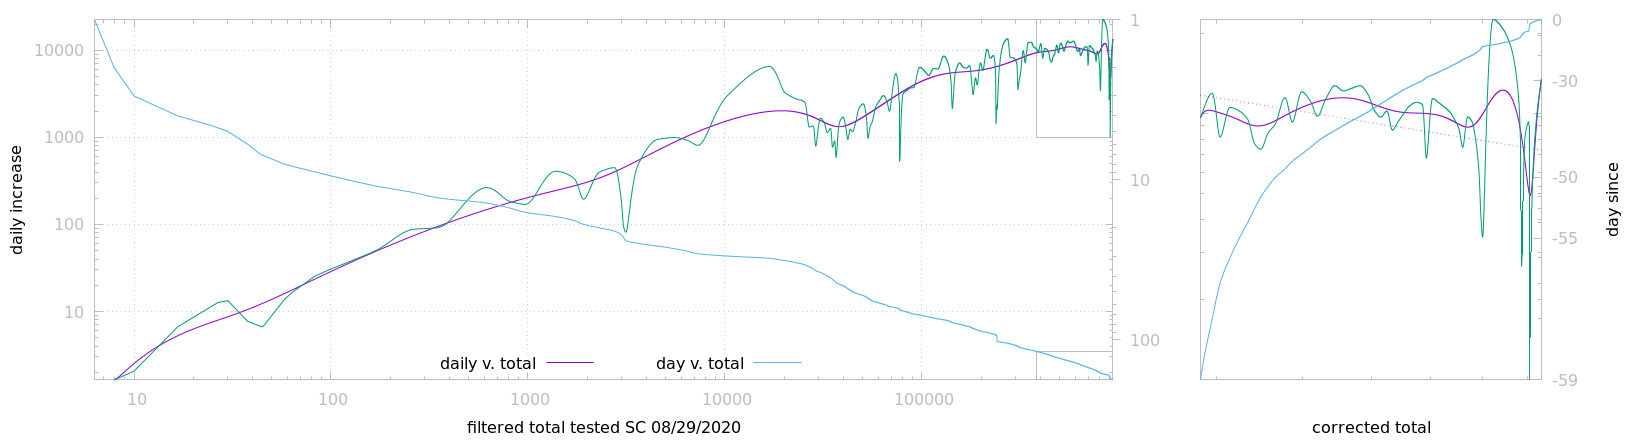 10000
1000
100
10
daily increase
10
100
1000
10000
100000
1
10
100
daily v. total
day v. total
filtered total tested SC 08/29/2020
0
-30
-50
-55
-59
day since
corrected total